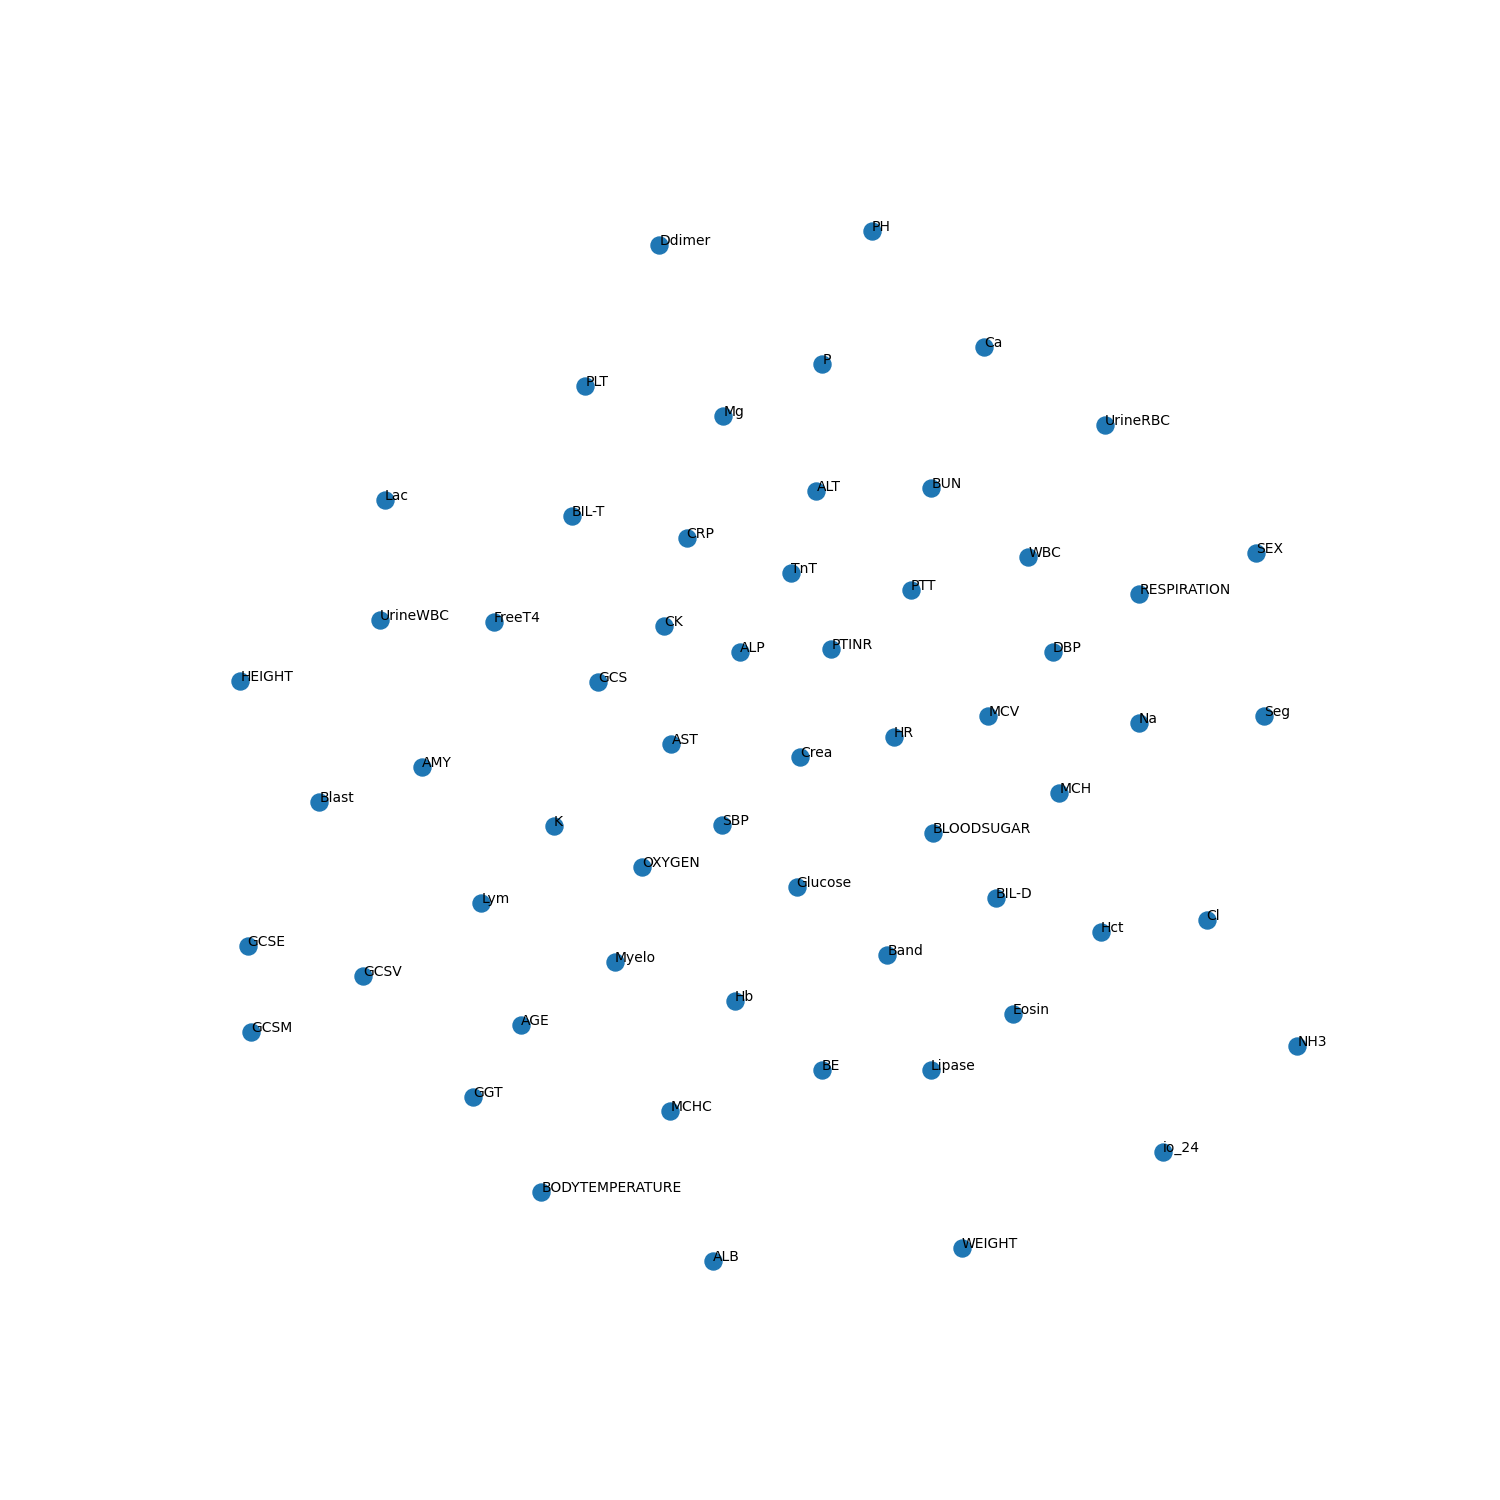 PH
Ddimer
Ca
P
PLT
Mg
UrineRBC
BUN
ALT
Lac
BIL-T
CRP
SEX
WBC
TnT
PTT
RESPIRATION
UrineWBC
FreeT4
CK
PTINR
ALP
DBP
HEIGHT
GCS
MCV
Seg
Na
HR
AST
Crea
AMY
MCH
Blast
SBP
K
BLOODSUGAR
OXYGEN
Glucose
BIL-D
Lym
Cl
Hct
GCSE
Band
Myelo
GCSV
Hb
Eosin
AGE
GCSM
NH3
BE
Lipase
GGT
MCHC
io_24
BODYTEMPERATURE
WEIGHT
ALB